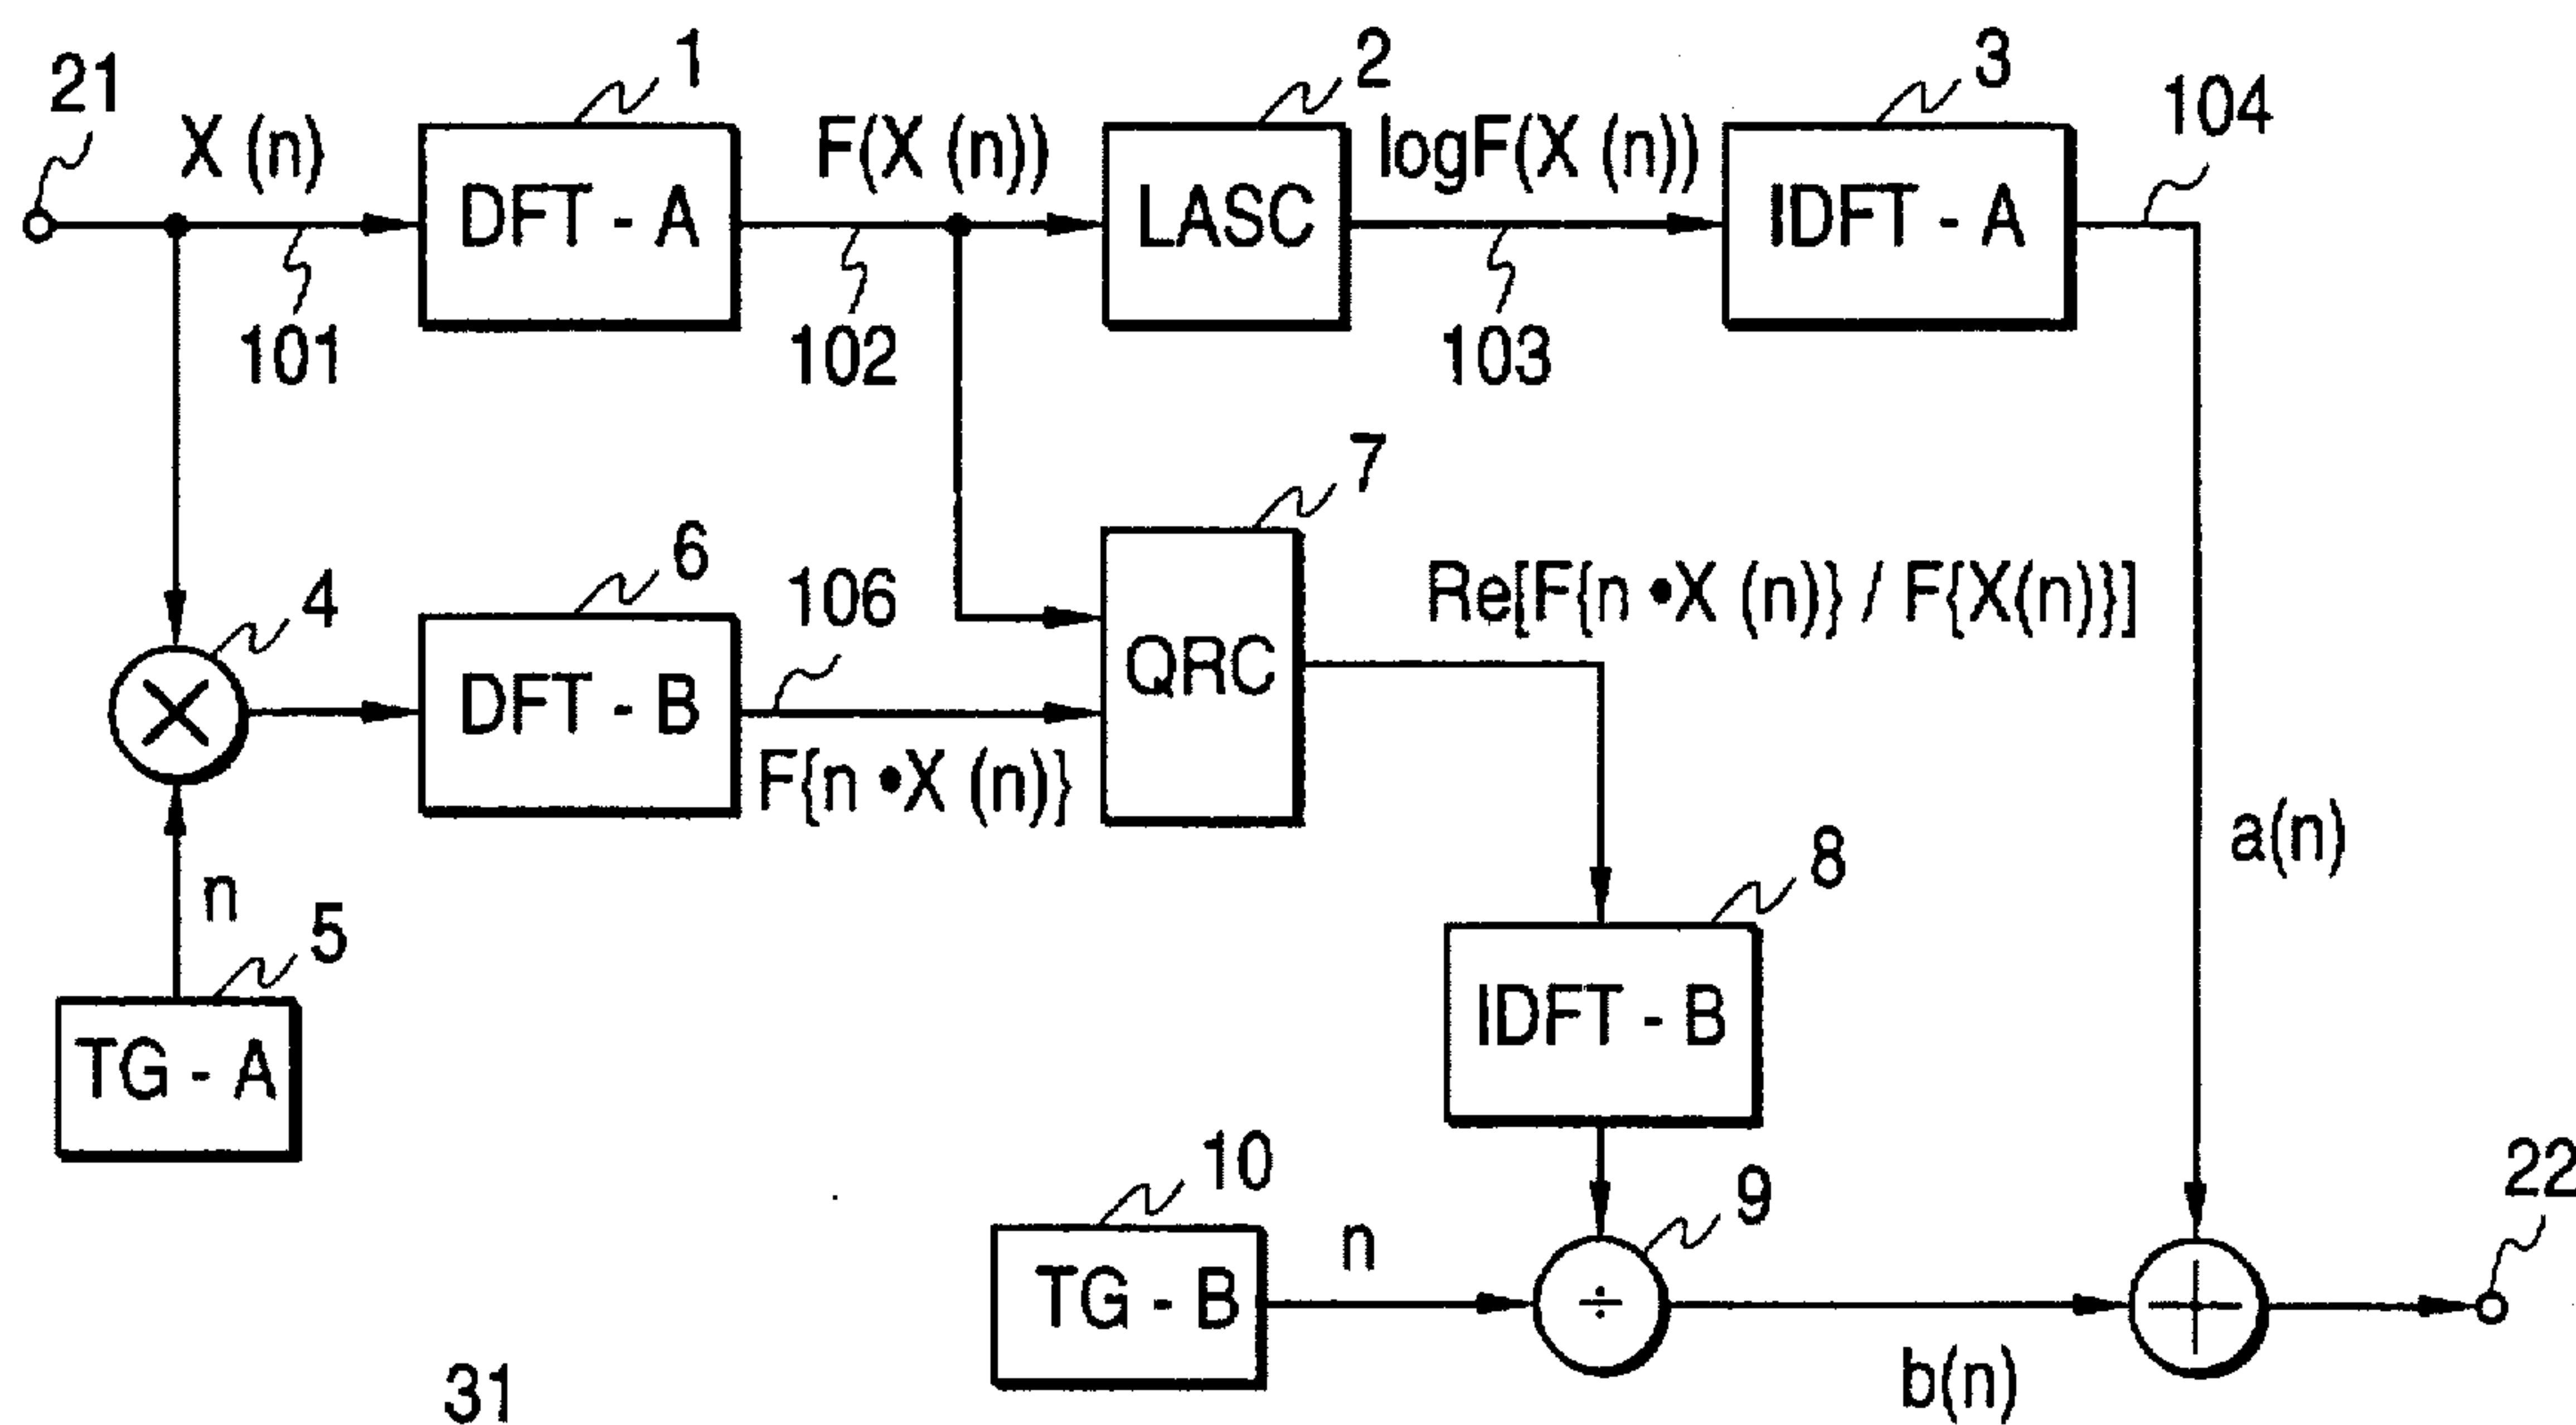 21
X (n)
1
DFT - A
101
F(X (n))
102
2
LASC
logF(X (n))
103
3
IDFT - A
104
4
×
n
5
TG - A
6
DFT - B
106
F{n •X (n)}
7
QRC
Re[F{n •X (n)} / F{X(n)}]
8
IDFT - B
a(n)
10
TG - B
n
9
÷
b(n)
+
22
31